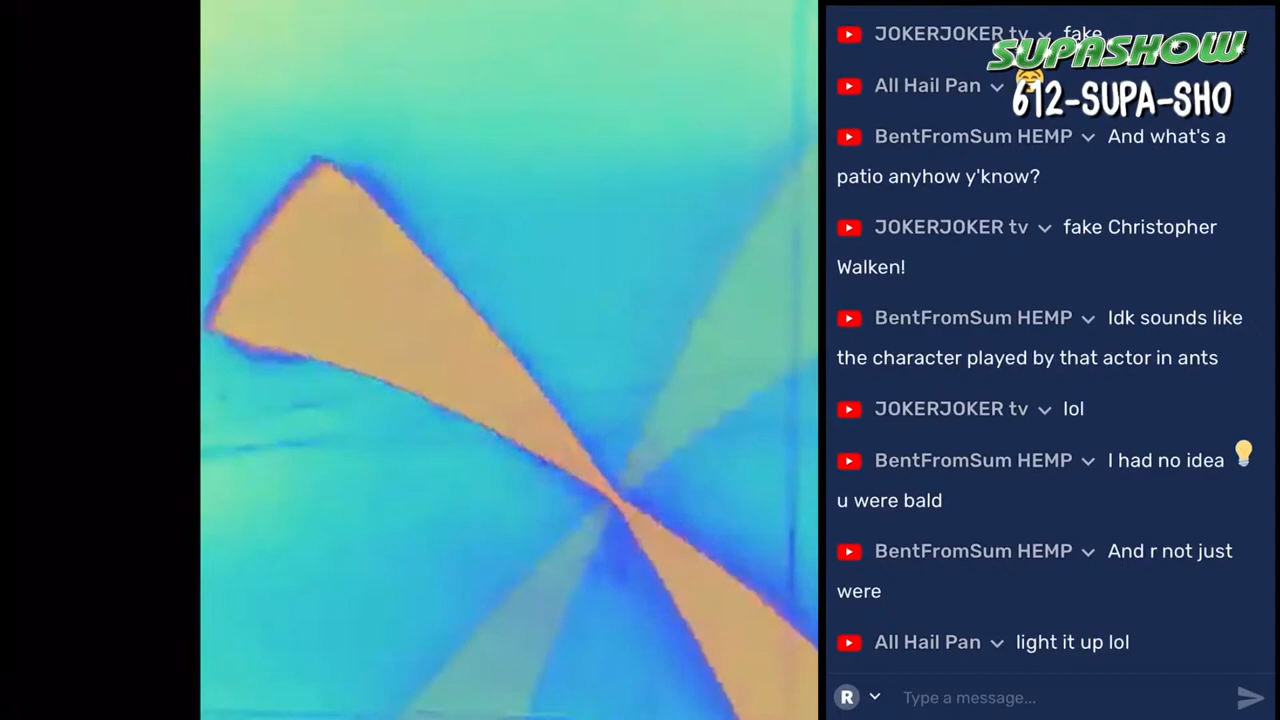 JOKERJOKER tv fake
SUPASHOW
All Hail Pan
612-SUPA-SHO
BentFromSum HEMP And what's a
patio anyhow y'know?
JOKERJOKER tv fake Christopher
Walken!
BentFromSum HEMP Idk sounds like
the character played by that actor in ants
JOKERJOKER tv lol
BentFromSum HEMP I had no idea 💡
u were bald
BentFromSum HEMP And r not just
were
All Hail Pan light it up lol
R Type a message...